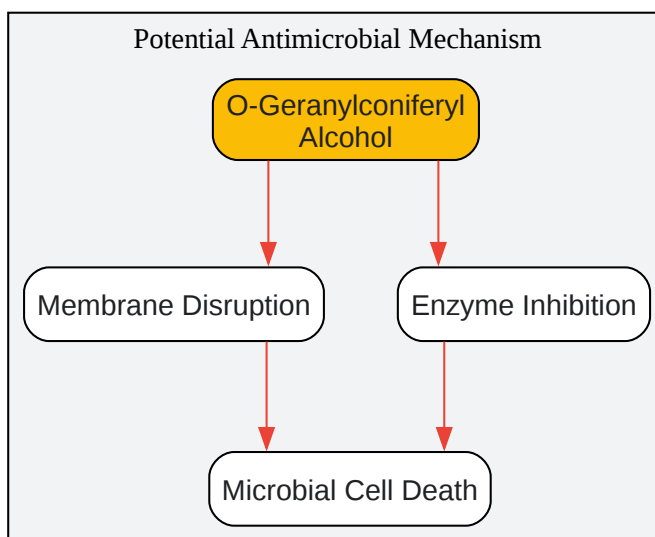 Potential Antimicrobial Mechanism
O-Geranylconiferyl
Alcohol
Membrane Disruption
Enzyme Inhibition
Microbial Cell Death